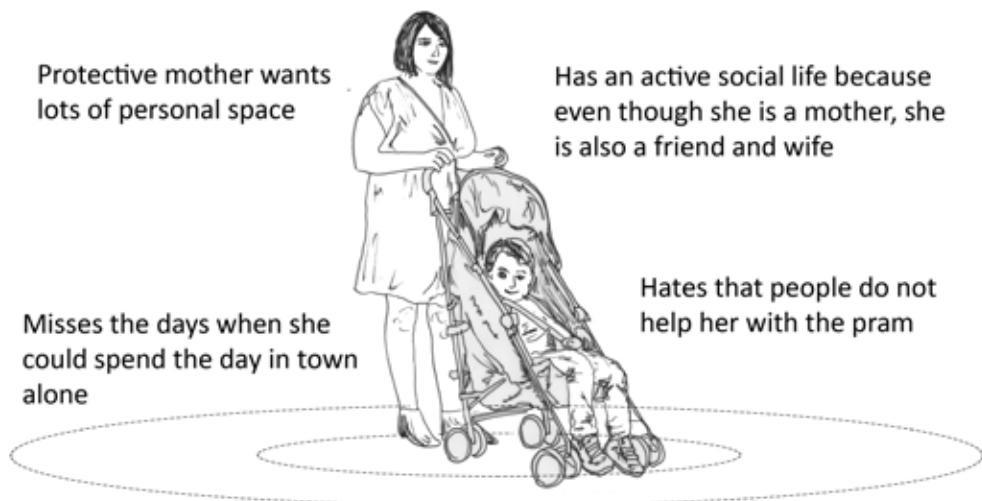 Protective mother wants
lots of personal space
Has an active social life because
even though she is a mother, she
is also a friend and wife
Misses the days when she
could spend the day in town
alone
Hates that people do not
help her with the pram